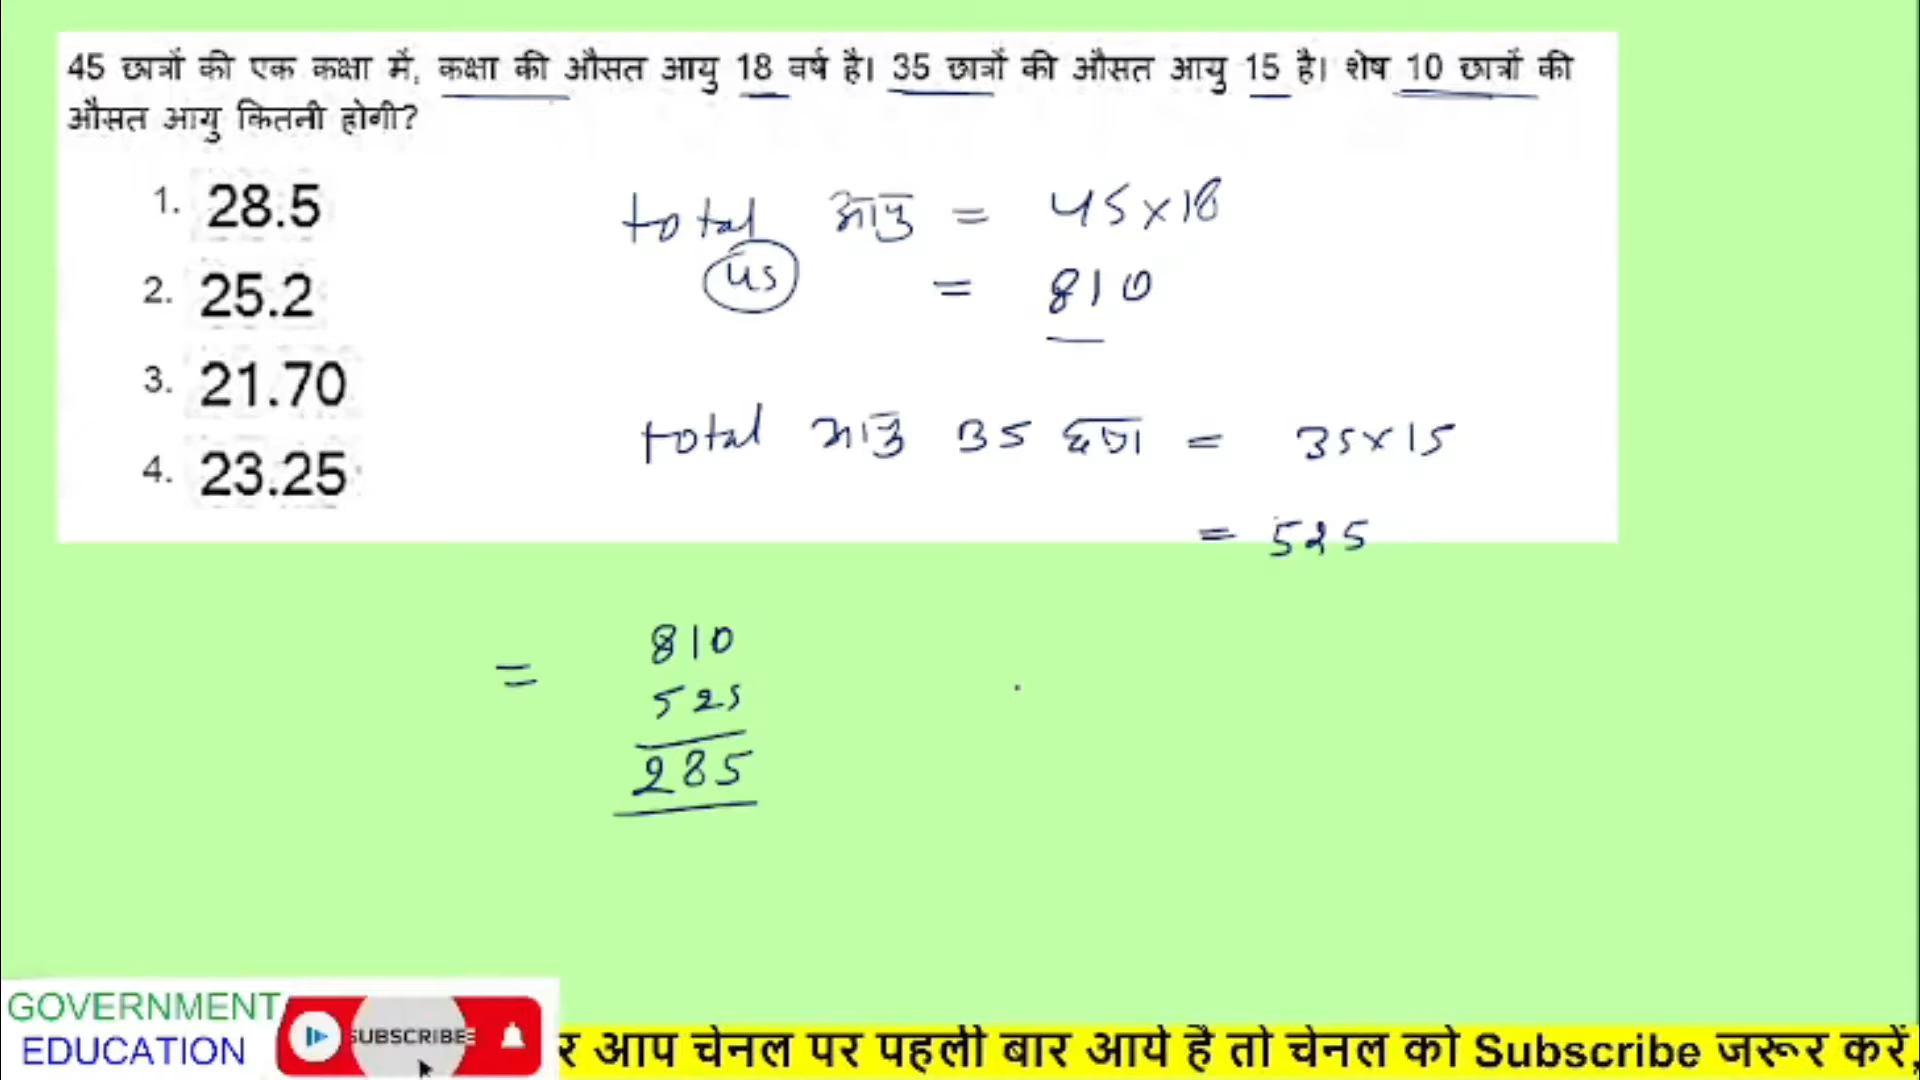 45 छात्रों की एक कक्षा में, कक्षा की औसत आयु 18 वर्ष है। 35 छात्रों की औसत आयु 15 है। शेष 10 छात्रों की
औसत आयु कितनी होगी?
1. 28.5
2. 25.2
3. 21.70
4. 23.25
total आयु = 45×18
45 = 810
total आयु 35 = 35×15
= 525
= 810
525
285
GOVERNMENT
EDUCATION
SUBSCRIBE
र आप चेनल पर पहली बार आये है तो चेनल को Subscribe जरूर करें,